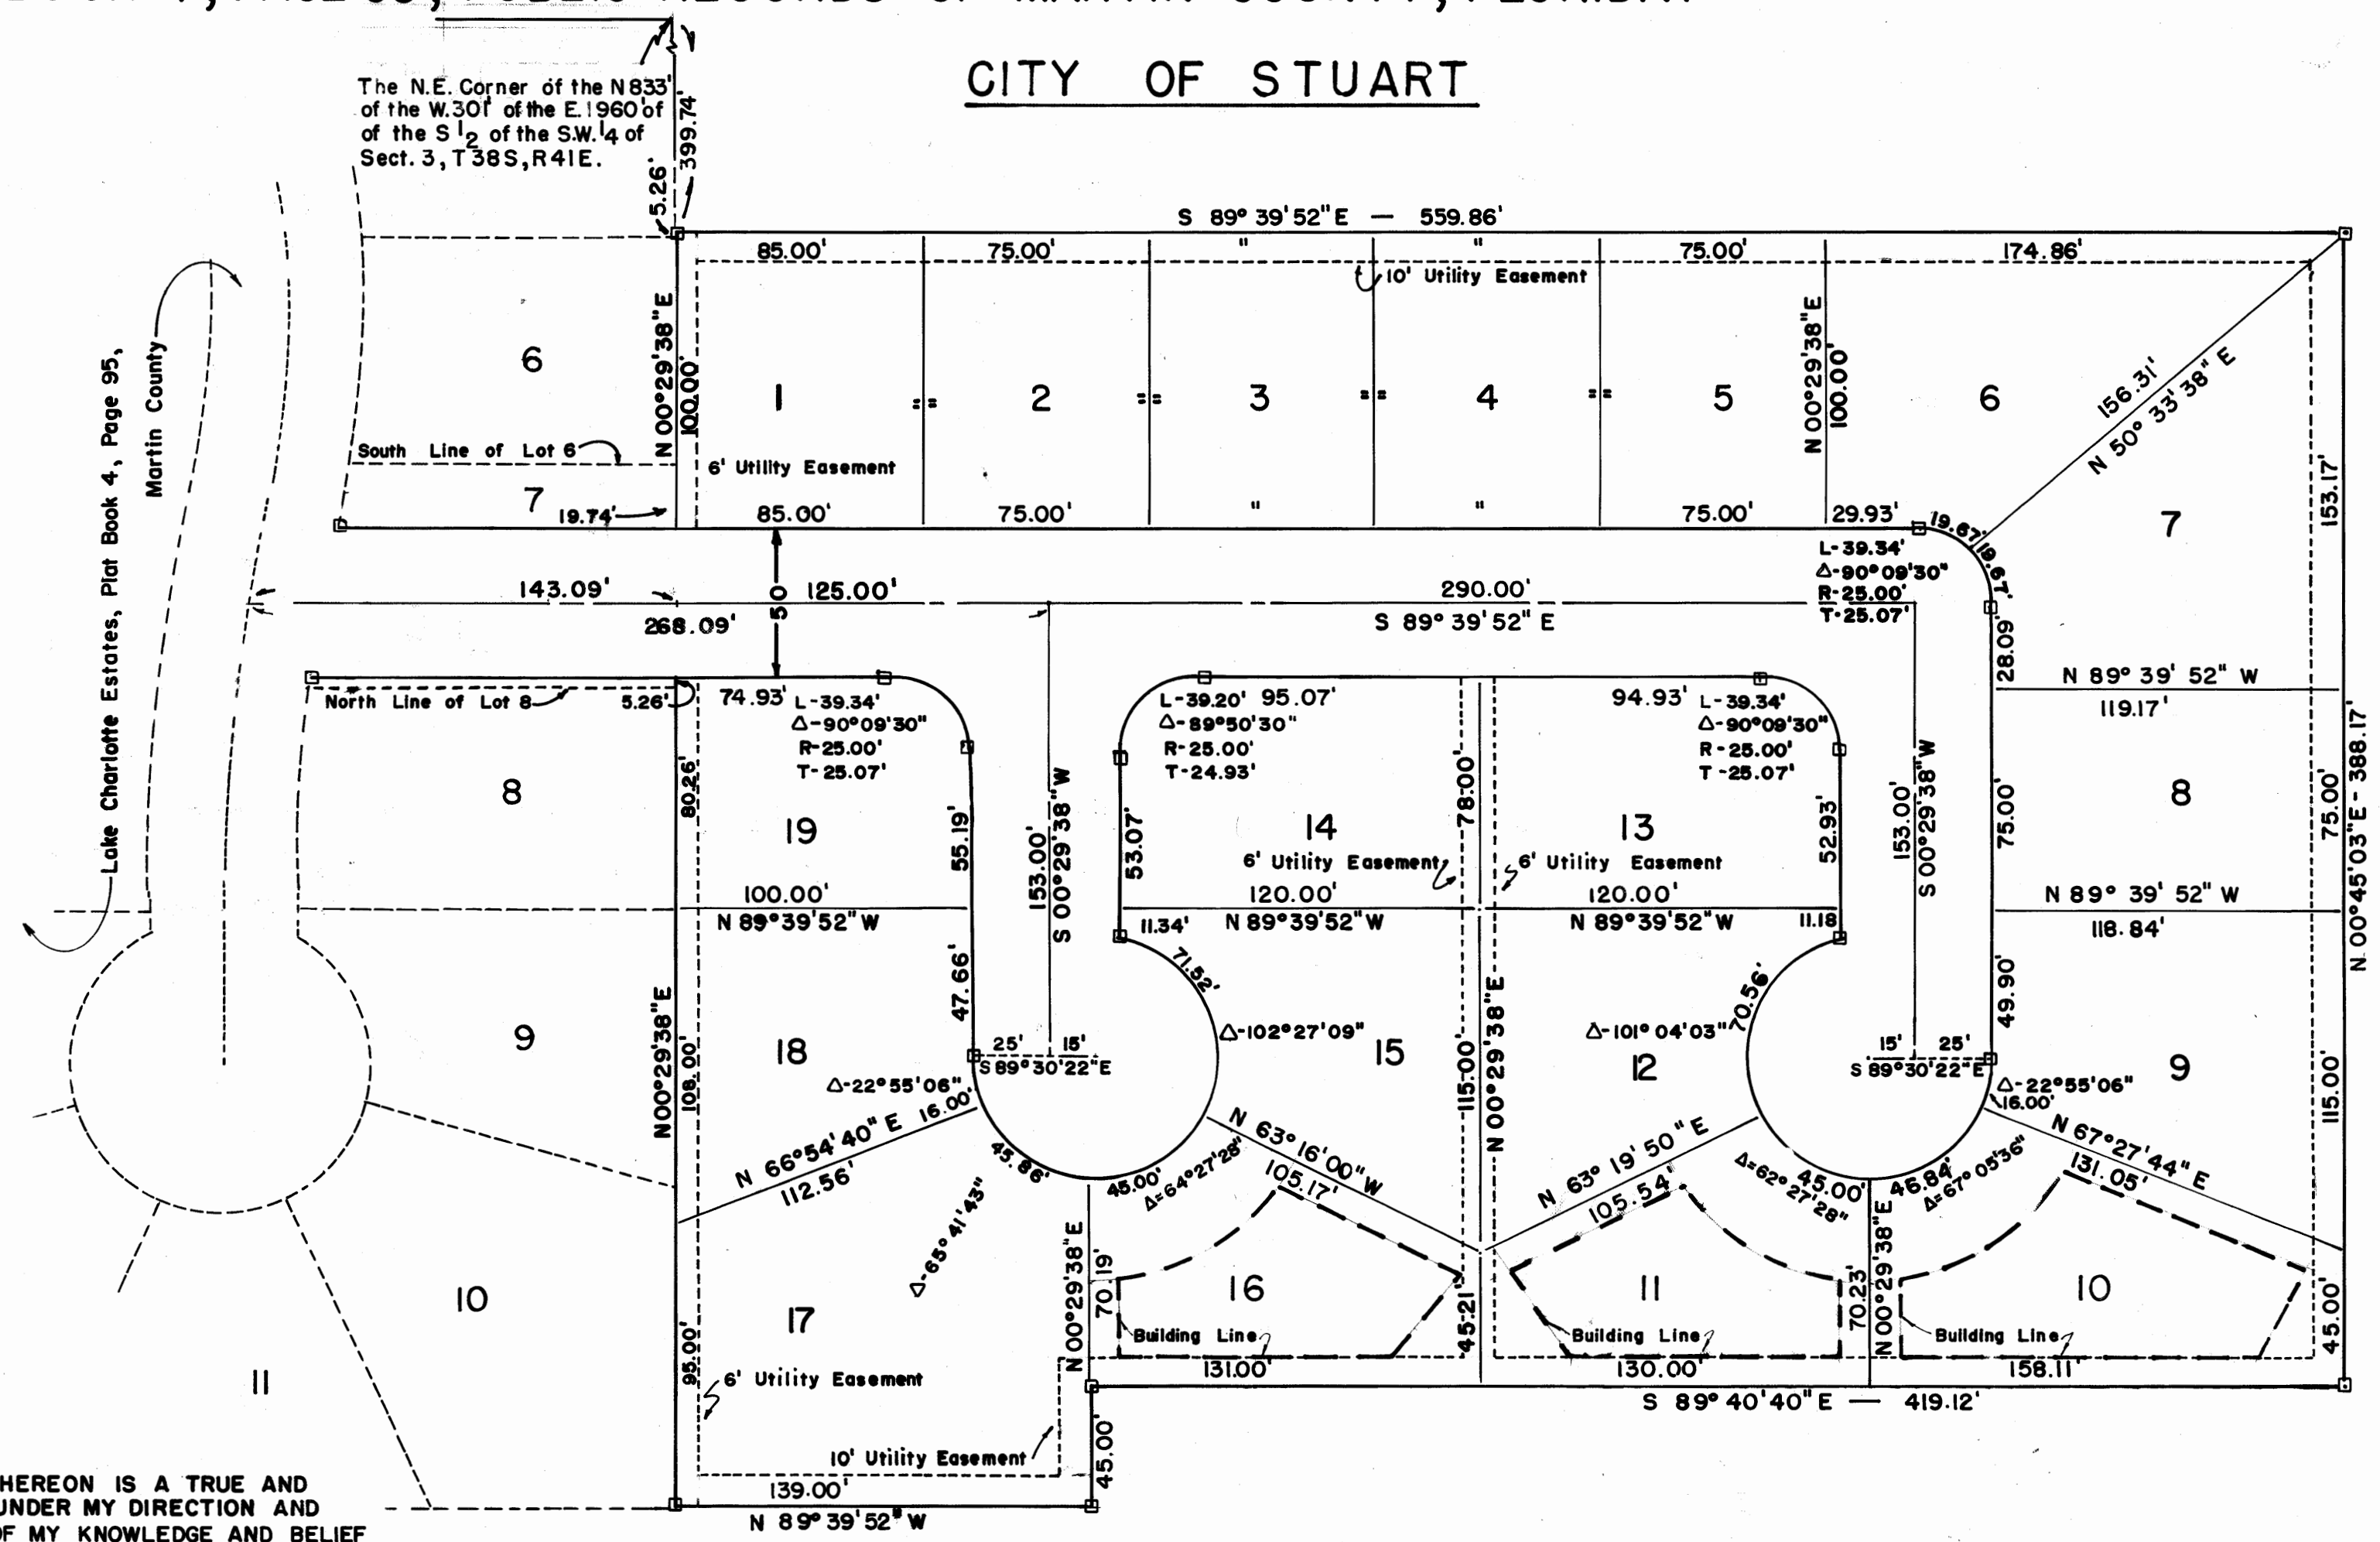 CITY OF STUART
The N.E. Corner of the N 833'
of the W. 301' of the E. 1960' of
of the S 1/2 of the S.W. 1/4 of
Sect. 3, T38S, R41E.
5.26'
399.74'
S 89° 39' 52" E — 559.86'
85.00'
75.00'
"
"
75.00'
174.86'
10' Utility Easement
Lake Charlotte Estates, Plat Book 4, Page 95,
Martin County
6
N 00°29'38"E
100.00'
1
"
2
"
3
"
4
"
5
N 00°29'38"E
100.00'
6
156.31'
N 50° 33' 38" E
South Line of Lot 6
6' Utility Easement
7
19.74'
85.00'
75.00'
"
"
75.00'
29.93'
19.67'
19.67'
7
153.17'
L-39.34'
Δ-90°09'30"
R-25.00'
T-25.07'
143.09'
125.00'
50
290.00'
268.09'
S 89° 39' 52" E
28.09'
N 89° 39' 52" W
119.17'
North Line of Lot 8
5.26'
74.93'
L-39.34'
Δ-90°09'30"
R-25.00'
T-25.07'
L-39.20'
95.07'
Δ-89°50'30"
R-25.00'
T-24.93'
94.93'
L-39.34'
Δ-90°09'30"
R-25.00'
T-25.07'
8
80.26'
19
55.19'
153.00'
S 00°29'38"W
53.07'
14
78.00'
13
52.93'
153.00'
S 00°29'38"W
75.00'
8
75.00'
N 00°45'03"E - 388.17'
6' Utility Easement
6' Utility Easement
100.00'
N 89°39'52"W
120.00'
N 89°39'52"W
120.00'
N 89°39'52"W
N 89° 39' 52" W
118.84'
11.34'
11.18
71.52'
70.56'
9
N 00°29'38"E
108.00'
18
47.66'
25'
15'
S 89°30'22"E
Δ-102°27'09"
15
115.00'
N 00°29'38"E
Δ-101°04'03"
12
15'
25'
S 89°30'22"E
49.90'
9
115.00'
Δ-22°55'06"
16.00'
Δ-22°55'06"
16.00'
N 66°54'40" E
112.56'
45.86'
Δ-65°41'43"
45.00'
Δ=64°27'28"
N 63°16'00"W
105.17'
N 63° 19' 50" E
105.54'
45.00'
Δ=62°27'28"
46.84'
Δ=67°05'36"
N 67°27'44" E
131.05'
10
11
17
95.00'
N 00°29'38"E
70.19'
16
Building Line
45.21'
11
Building Line
70.23'
N 00°29'38"E
10
Building Line
45.00'
6' Utility Easement
131.00'
130.00'
158.11'
S 89° 40' 40" E — 419.12'
10' Utility Easement
45.00'
139.00'
N 89° 39' 52" W
HEREON IS A TRUE AND
UNDER MY DIRECTION AND
OF MY KNOWLEDGE AND BELIEF